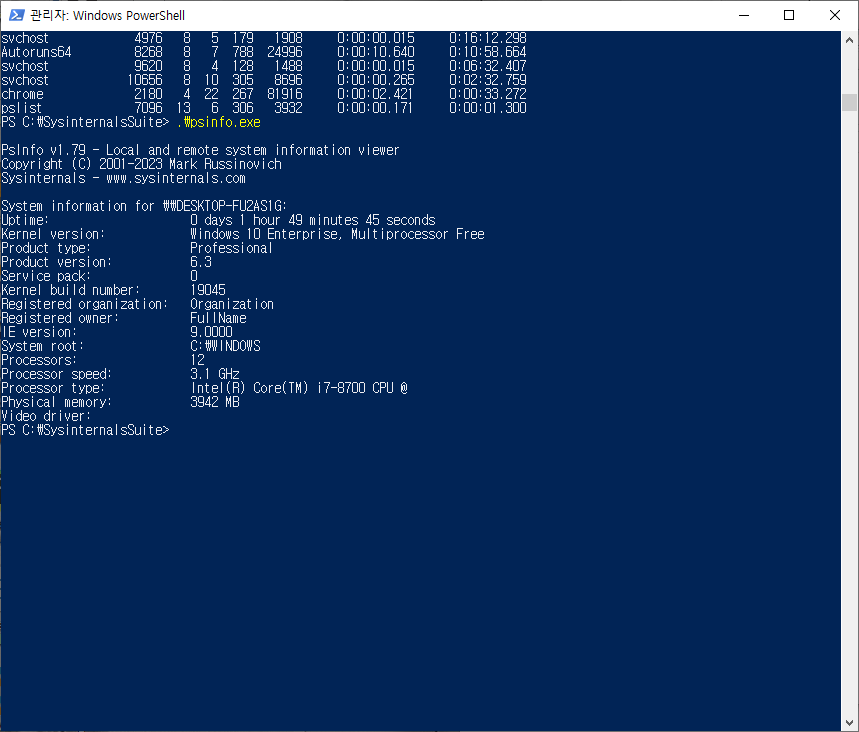 관리자: Windows PowerShell
svchost 4976 8 5 179 1908 0:00:00.015 0:16:12.298
Autoruns64 8268 8 7 788 24996 0:00:10.640 0:10:58.664
svchost 9620 8 4 128 1488 0:00:00.015 0:06:32.407
svchost 10656 8 10 305 8696 0:00:00.265 0:02:32.759
chrome 2180 4 22 267 81916 0:00:02.421 0:00:33.272
pslist 7096 13 6 306 3932 0:00:00.171 0:00:01.300
PS C:₩SysinternalsSuite> .₩psinfo.exe
PsInfo v1.79 - Local and remote system information viewer
Copyright (C) 2001-2023 Mark Russinovich
Sysinternals - www.sysinternals.com
System information for ₩₩DESKTOP-FU2AS1G:
Uptime: 0 days 1 hour 49 minutes 45 seconds
Kernel version: Windows 10 Enterprise, Multiprocessor Free
Product type: Professional
Product version: 6.3
Service pack: 0
Kernel build number: 19045
Registered organization: Organization
Registered owner: FullName
IE version: 9.0000
System root: C:₩WINDOWS
Processors: 12
Processor speed: 3.1 GHz
Processor type: Intel(R) Core(TM) i7-8700 CPU @
Physical memory: 3942 MB
Video driver:
PS C:₩SysinternalsSuite>